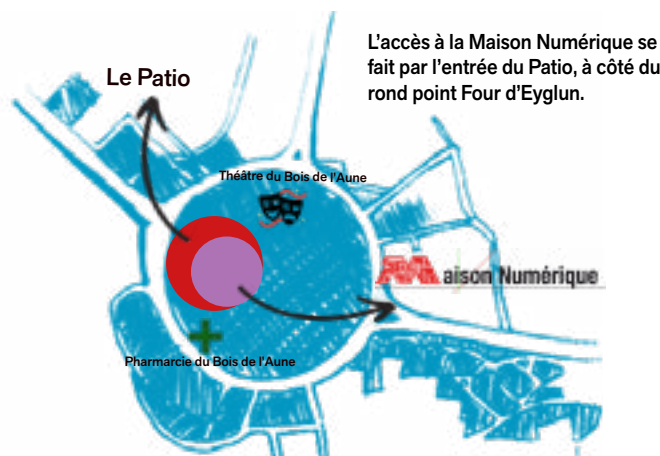 L'accès à la Maison Numérique se
fait par l'entrée du Patio, à côté du
rond point Four d'Eyglun.
Le Patio
Théâtre du Bois de l'Aune
Maison Numérique
Pharmarcie du Bois de l'Aune